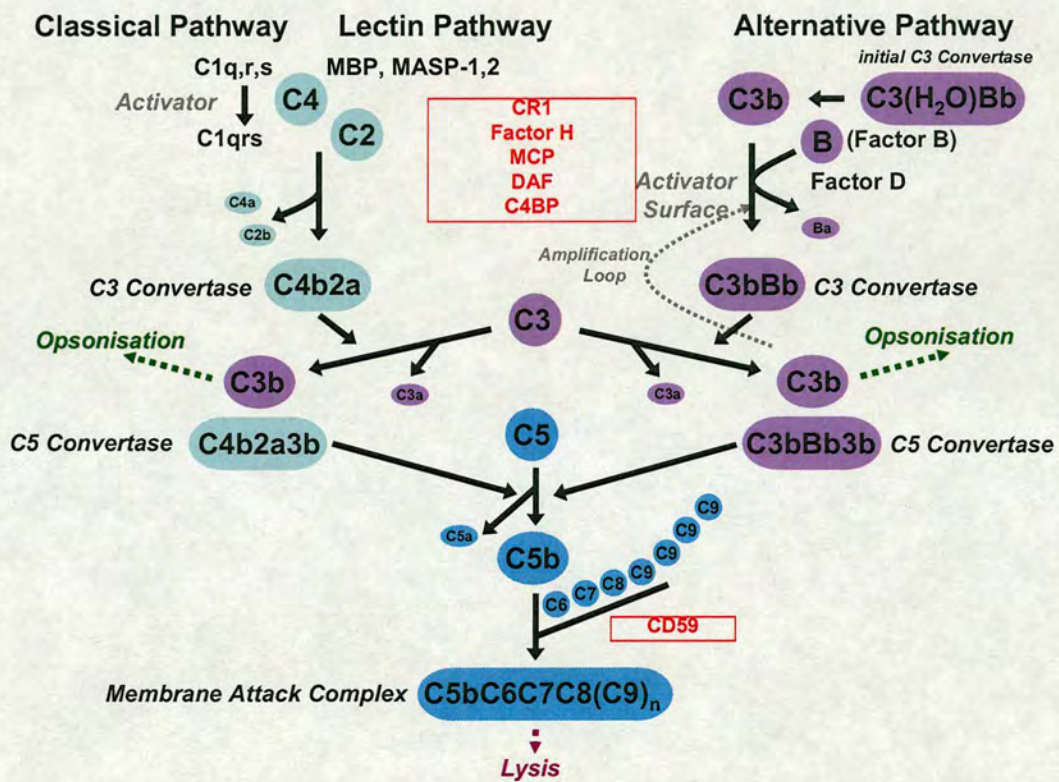 Classical Pathway
Lectin Pathway
Alternative Pathway
initial C3 Convertase
C1q,r,s
MBP, MASP-1,2
C4
C3b
C3(H₂O)Bb
Activator
C2
CR1
Factor H
MCP
DAF
C4BP
B
(Factor B)
C1qrs
Factor D
Activator
Surface
C4a
C2b
Ba
Amplification
Loop
C3 Convertase
C4b2a
C3bBb
C3 Convertase
C3
Opsonisation
Opsonisation
C3b
C3a
C3a
C3b
C5 Convertase
C4b2a3b
C5
C3bBb3b
C5 Convertase
C5a
C5b
C6
C7
C8
C9
C9
C9
C9
CD59
Membrane Attack Complex
C5bC6C7C8(C9)ₙ
Lysis